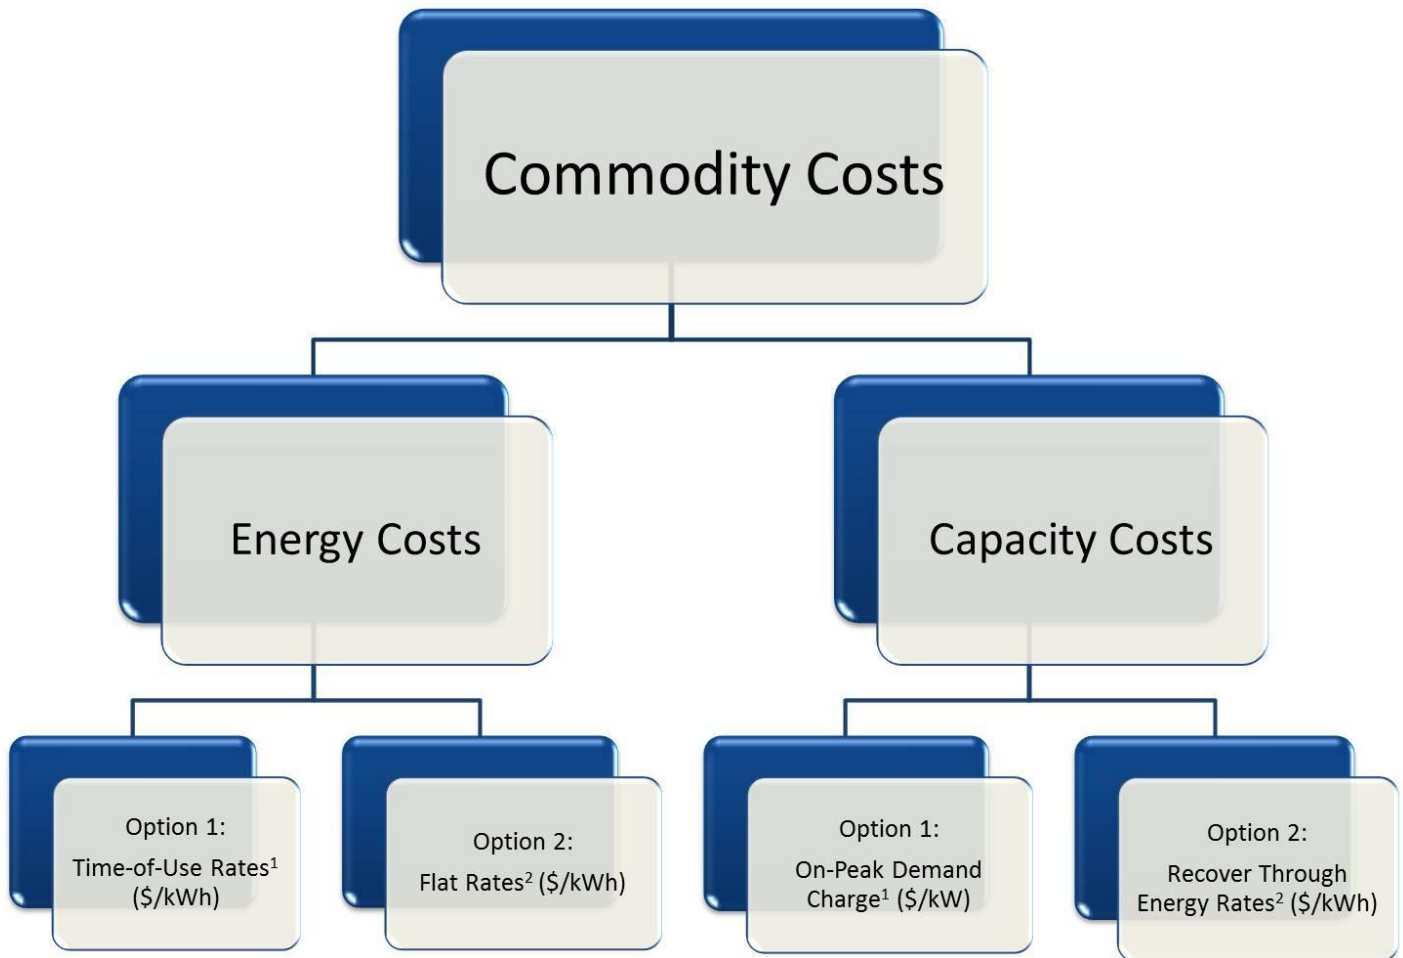 Commodity Costs
Energy Costs
Capacity Costs
Option 1:
Time-of-Use Rates¹
($/kWh)
Option 2:
Flat Rates² ($/kWh)
Option 1:
On-Peak Demand
Charge¹ ($/kW)
Option 2:
Recover Through
Energy Rates² ($/kWh)